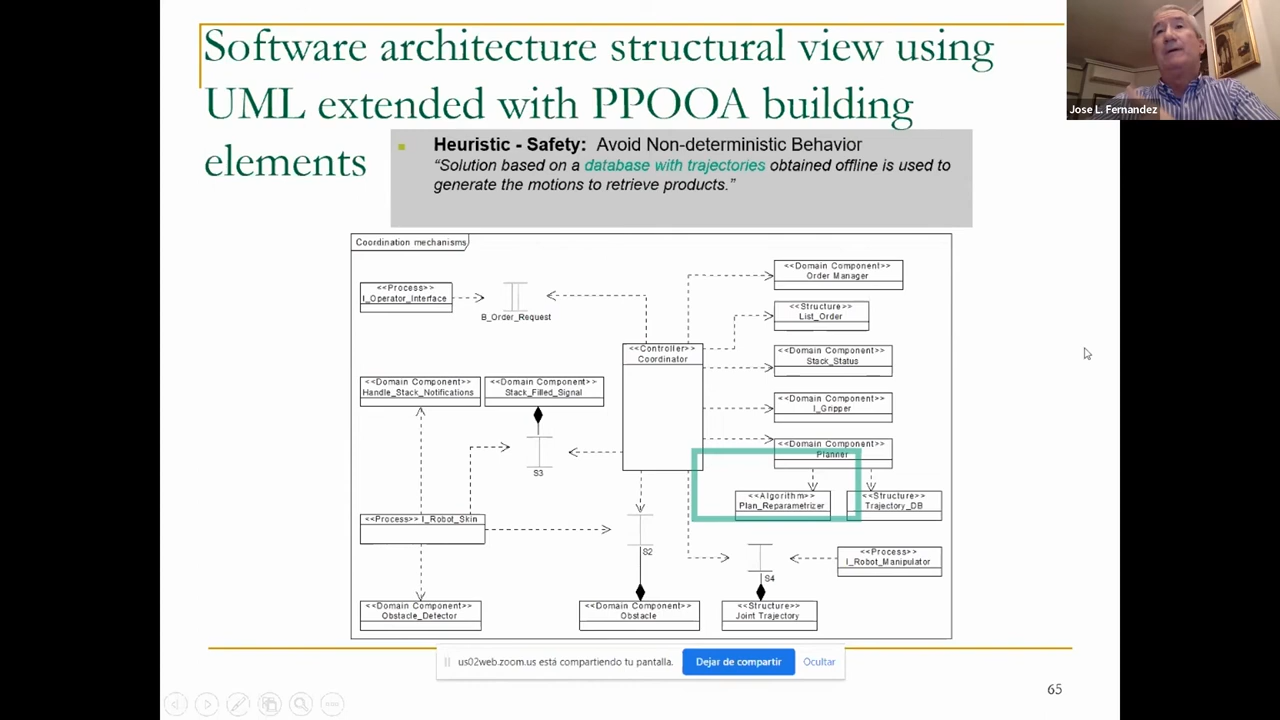 Software architecture structural view using
UML extended with PPOOA building
elements
Heuristic - Safety: Avoid Non-deterministic Behavior
“Solution based on a database with trajectories obtained offline is used to
generate the motions to retrieve products.”
Jose L. Fernandez
Coordination mechanisms
<<Process>>
I_Operator_Interface
B_Order_Request
<<Controller>>
Coordinator
<<Domain Component>>
Order Manager
<<Structure>>
List_Order
<<Domain Component>>
Stack_Status
<<Domain Component>>
I_Gripper
<<Domain Component>>
Planner
<<Domain Component>>
Handle_Stack_Notifications
<<Domain Component>>
Stack_Filled_Signal
S3
<<Algorithm>>
Plan_Reparametrizer
<<Structure>>
Trajectory_DB
<<Process>> I_Robot_Skin
S2
S4
<<Process>>
I_Robot_Manipulator
<<Domain Component>>
Obstacle_Detector
<<Domain Component>>
Obstacle
<<Structure>>
Joint Trajectory
us02web.zoom.us está compartiendo tu pantalla.
Dejar de compartir
Ocultar
65